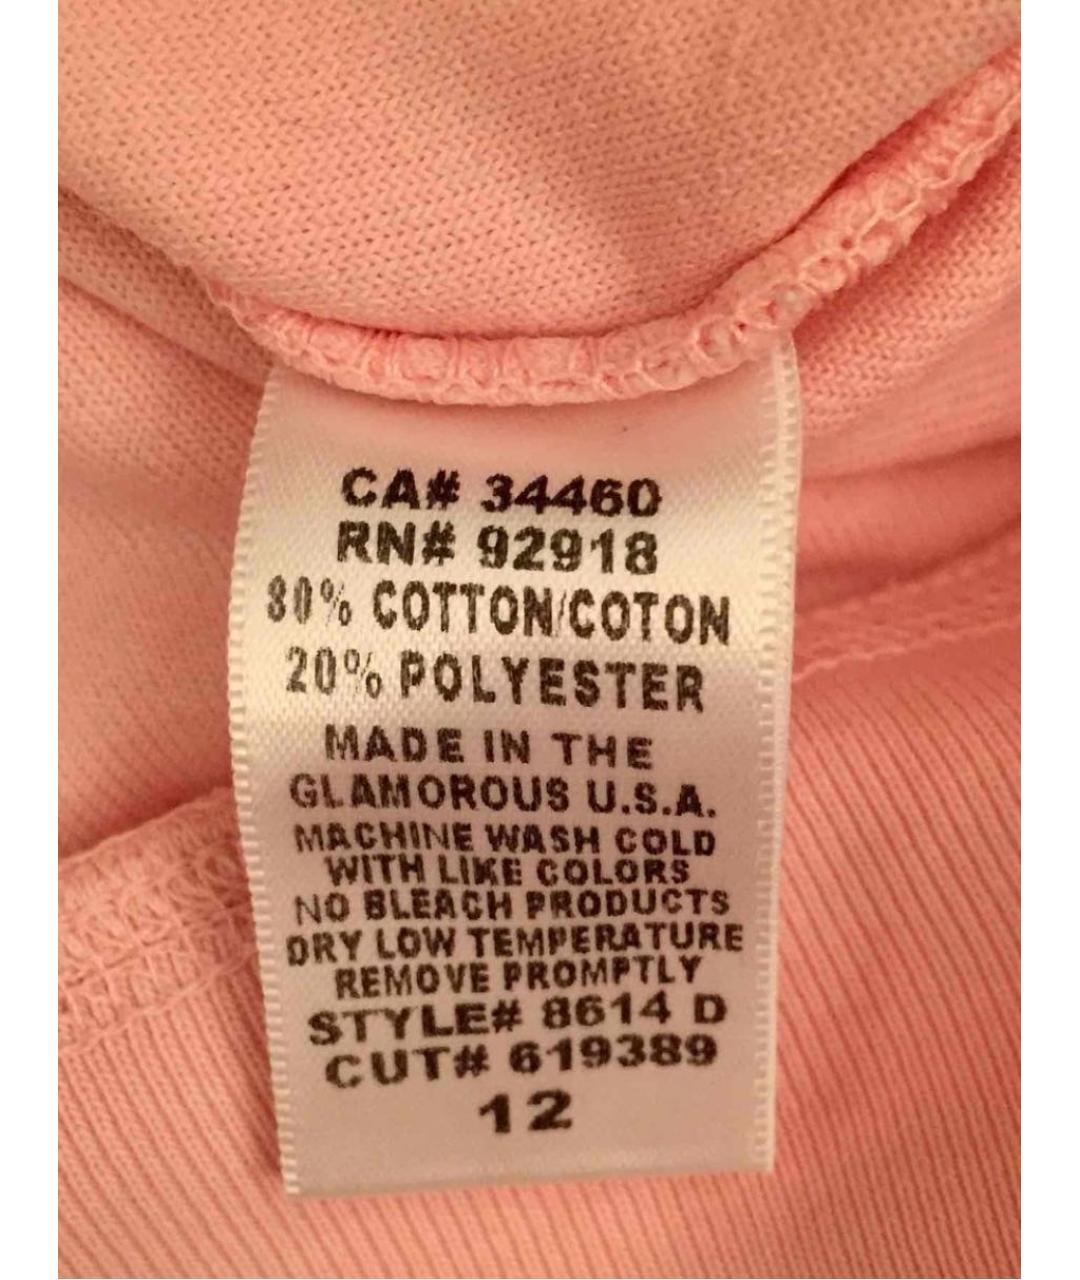 CA# 34460
RN# 92918
80% COTTON/COTON
20% POLYESTER
MADE IN THE
GLAMOROUS U.S.A.
MACHINE WASH COLD
WITH LIKE COLORS
NO BLEACH PRODUCTS
DRY LOW TEMPERATURE
REMOVE PROMPTLY
STYLE# 8614 D
CUT# 619389
12